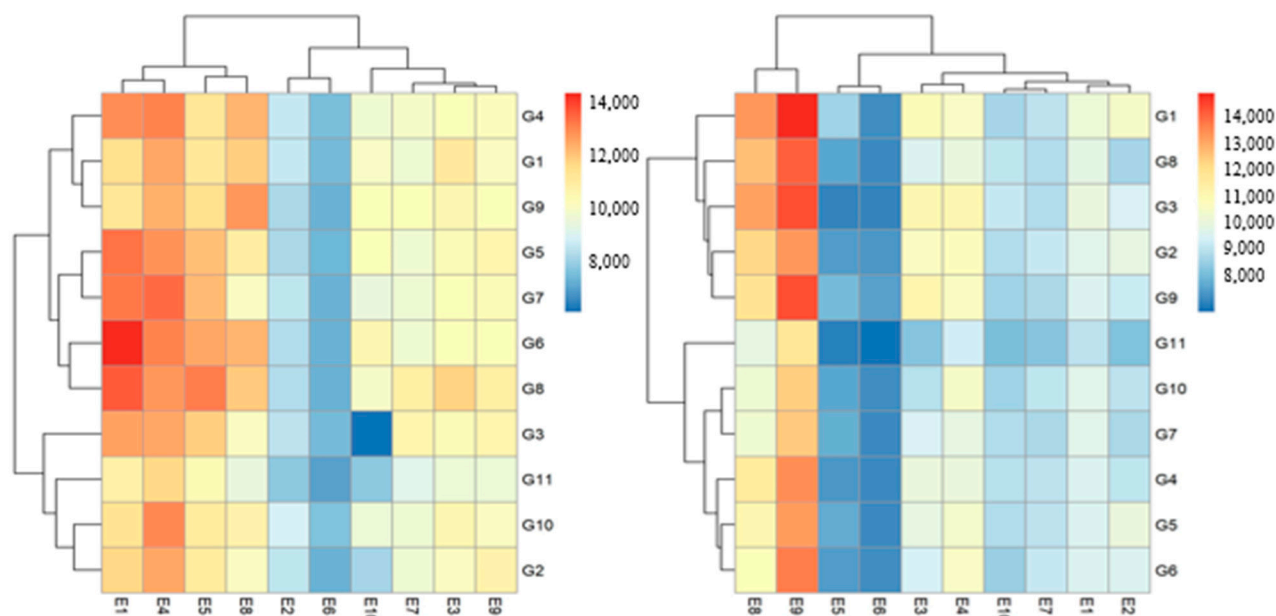 14,000
12,000
10,000
8,000
G4
G1
G9
G5
G7
G6
G8
G3
G11
G10
G2
E1
E4
E5
E8
E2
E6
E7
E3
E9
14,000
13,000
12,000
11,000
10,000
9,000
8,000
G1
G8
G3
G2
G9
G11
G10
G7
G4
G5
G6
E8
E9
E5
E6
E3
E4
E7
E1
E2